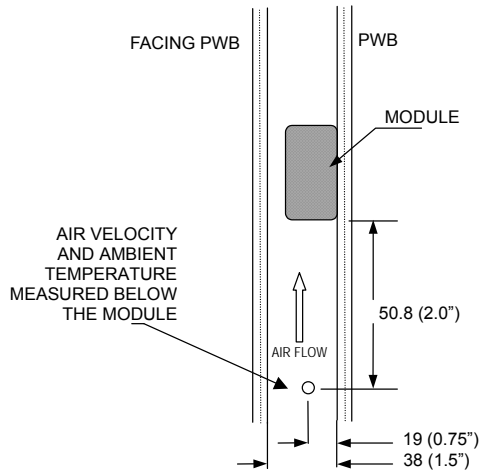 FACING PWB
PWB
MODULE
AIR VELOCITY
AND AMBIENT
TEMPERATURE
MEASURED BELOW
THE MODULE
50.8 (2.0”)
AIR FLOW
19 (0.75”)
38 (1.5”)